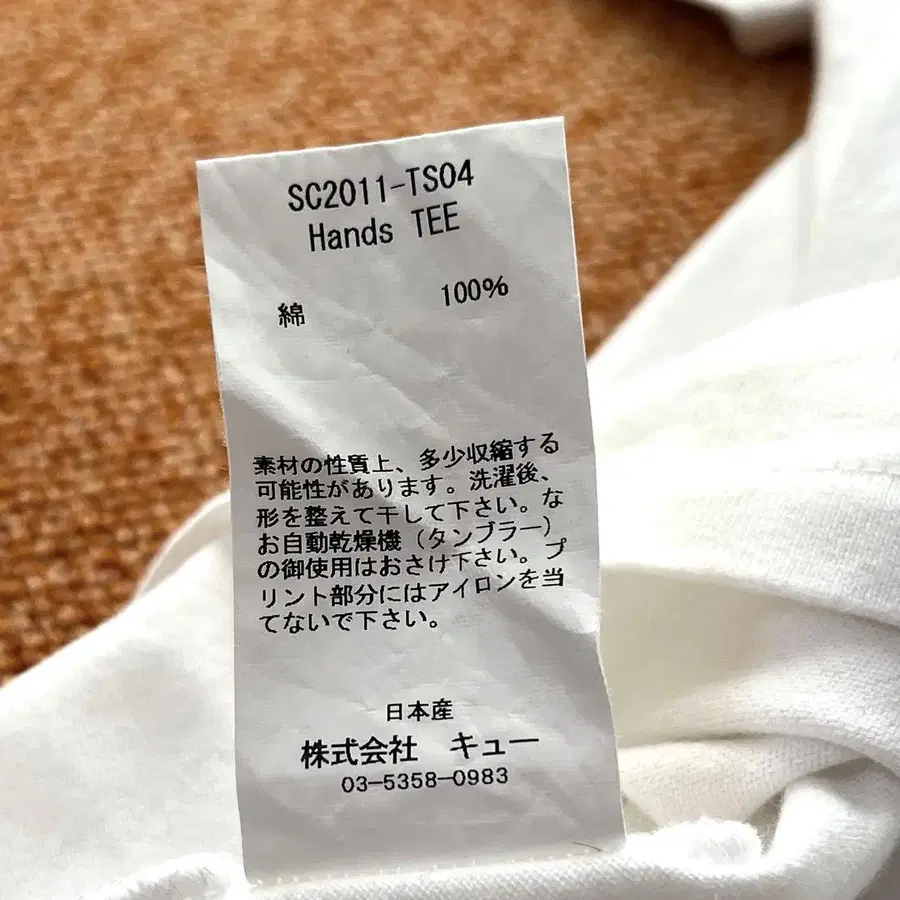 SC2011-TS04
Hands TEE
綿 100%
素材の性質上、多少収縮する
可能性があります。洗濯後、
形を整えて干して下さい。な
お自動乾燥機（タンブラー）
の御使用はおさけ下さい。プ
リント部分にはアイロンを当
てないで下さい。
日本産
株式会社 キュー
03-5358-0983